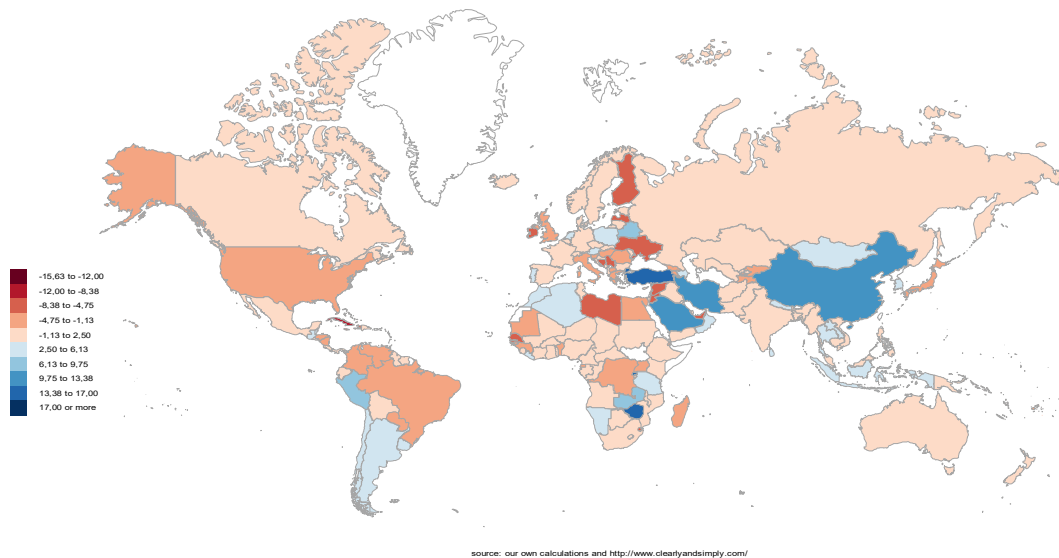 -15,63 to -12,00
-12,00 to -8,38
-8,38 to -4,75
-4,75 to -1,13
-1,13 to 2,50
2,50 to 6,13
6,13 to 9,75
9,75 to 13,38
13,38 to 17,00
17,00 or more
source: our own calculations and http://www.clearlyandsimply.com/